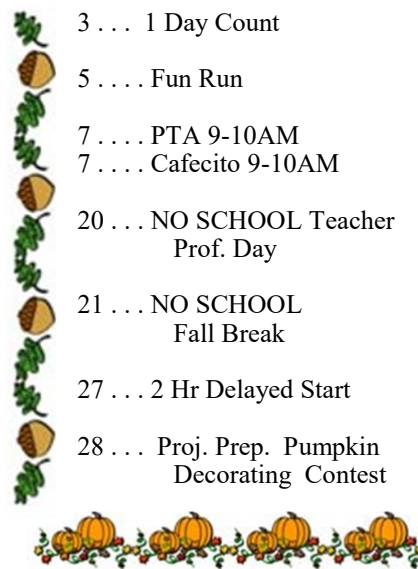 3 . . .  1 Day Count
5 . . . . Fun Run
7 . . . . PTA 9-10AM
7 . . . . Cafecito 9-10AM
20 . . . NO SCHOOL Teacher
Prof. Day
21 . . . NO SCHOOL
Fall Break
27 . . . 2 Hr Delayed Start
28 . . .  Proj. Prep.  Pumpkin
Decorating  Contest